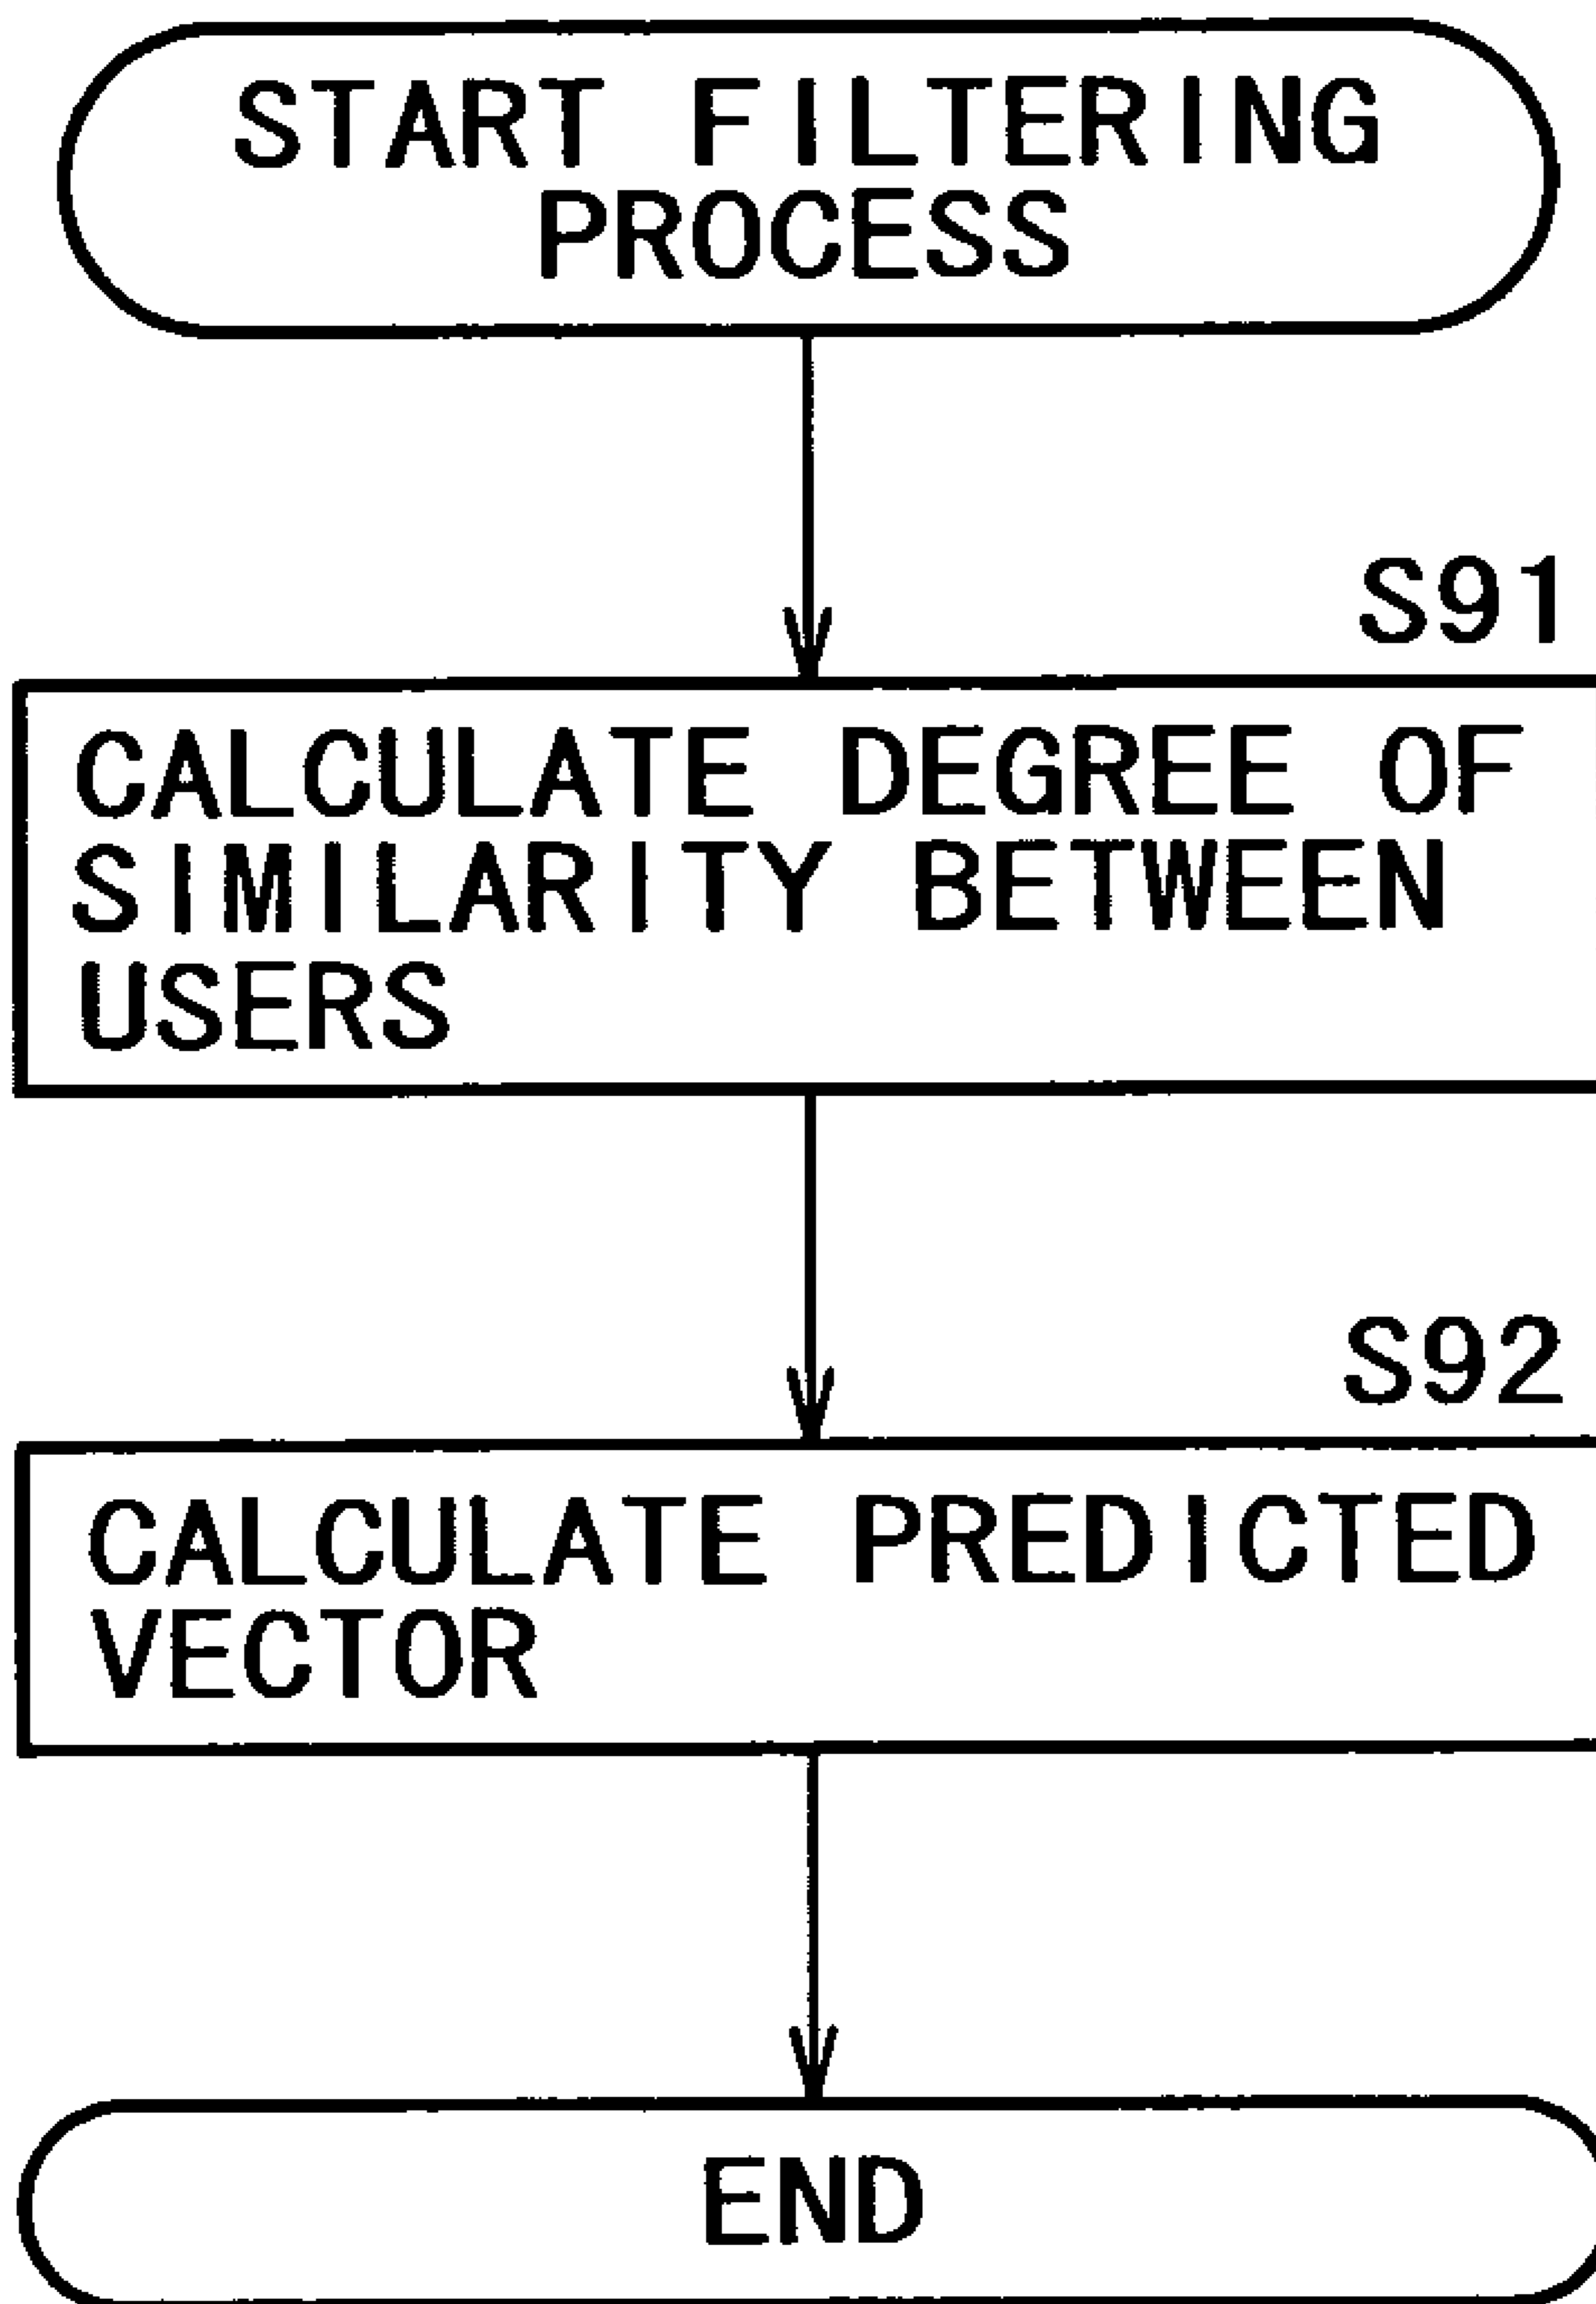 START FILTERING
PROCESS
S91
CALCULATE DEGREE OF
SIMILARITY BETWEEN
USERS
S92
CALCULATE PREDICTED
VECTOR
END